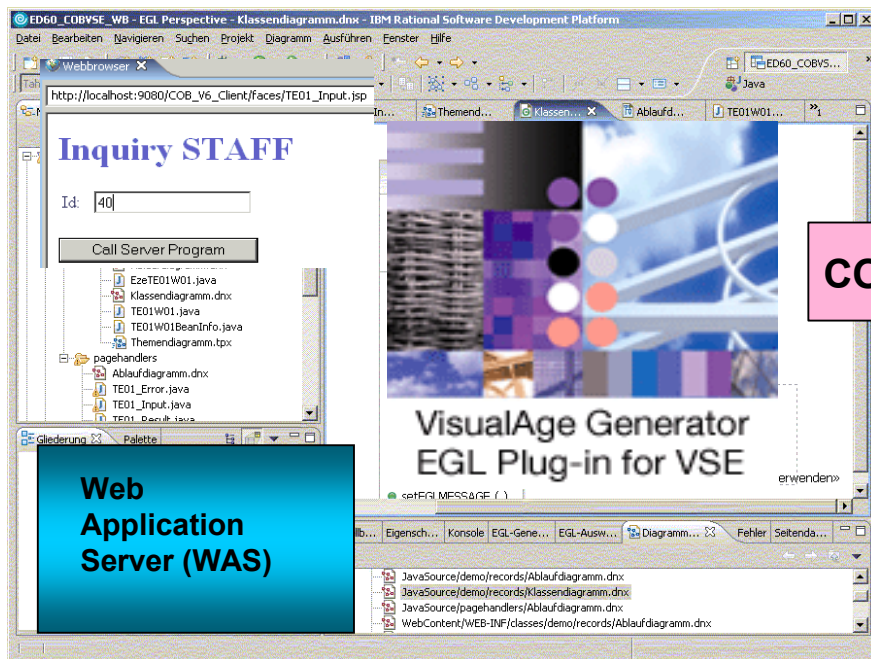 ED60_COBVSE_WB - EGL Perspective - Klassendiagramm.dnx - IBM Rational Software Development Platform
Datei Bearbeiten Navigieren Suchen Projekt Diagramm Ausführen Fenster Hilfe
Webbrowser
ED60_COBVS...
Java
http://localhost:9080/COB_V6_Client/faces/TE01_Input.jsp
In... Themend... Klassen... Ablaufd... TE01W01... »1
Inquiry STAFF
Id: 40
Call Server Program
CO
EzeTE01W01.java
Klassendiagramm.dnx
TE01W01.java
TE01W01BeanInfo.java
Themendiagramm.tpx
pagehandlers
Ablaufdiagramm.dnx
TE01_Error.java
TE01_Input.java
TE01_Result.java
VisualAge Generator
EGL Plug-in for VSE
erwenden»
setEGLMESSAGE ( )
Gliederung Palette
Web
Application
Server (WAS)
lb... Eigensch... Konsole EGL-Gene... EGL-Ausw... Diagramm... Fehler Seitenda...
JavaSource/demo/records/Ablaufdiagramm.dnx
JavaSource/demo/records/Klassendiagramm.dnx
JavaSource/pagehandlers/Ablaufdiagramm.dnx
WebContent/WEB-INF/classes/demo/records/Ablaufdiagramm.dnx